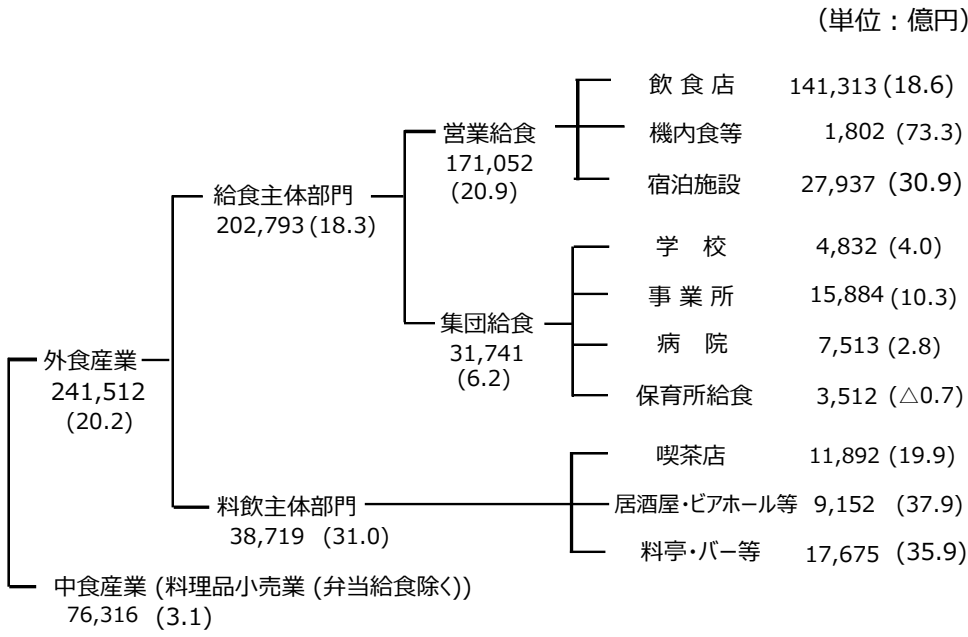 (単位：億円)
飲 食 店 141,313 (18.6)
営業給食 機内食等 1,802 (73.3)
171,052
(20.9) 宿泊施設 27,937 (30.9)
給食主体部門
202,793 (18.3)
学 校 4,832 (4.0)
事 業 所 15,884 (10.3)
集団給食
31,741 病 院 7,513 (2.8)
(6.2)
外食産業
241,512 保育所給食 3,512 (△0.7)
(20.2)
喫茶店 11,892 (19.9)
料飲主体部門 居酒屋・ビアホール等 9,152 (37.9)
38,719 (31.0)
料亭・バー等 17,675 (35.9)
中食産業 (料理品小売業 (弁当給食除く))
76,316 (3.1)